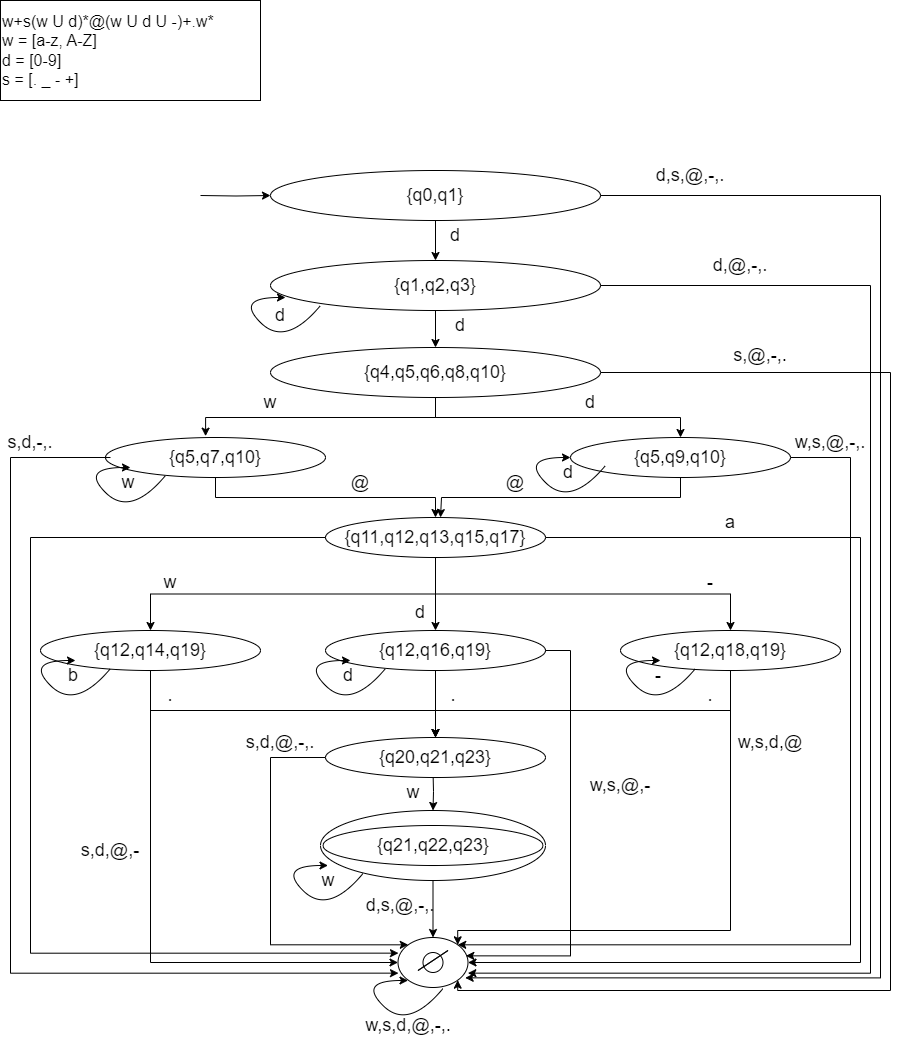 w+s(w U d)*@(w U d U -)+.w*
w = [a-z, A-Z]
d = [0-9]
s = [. _ - +]
d,s,@,-,.
{q0,q1}
d
d,@,-,.
{q1,q2,q3}
d
d
s,@,-,.
{q4,q5,q6,q8,q10}
w
d
s,d,-,.
w,s,@,-,.
{q5,q7,q10}
{q5,q9,q10}
w
d
@
@
a
{q11,q12,q13,q15,q17}
w
-
d
{q12,q14,q19}
{q12,q16,q19}
{q12,q18,q19}
b
d
-
.
.
.
s,d,@,-,.
w,s,d,@
{q20,q21,q23}
w
w,s,@,-
{q21,q22,q23}
s,d,@,-
w
d,s,@,-,.
∅
w,s,d,@,-,.